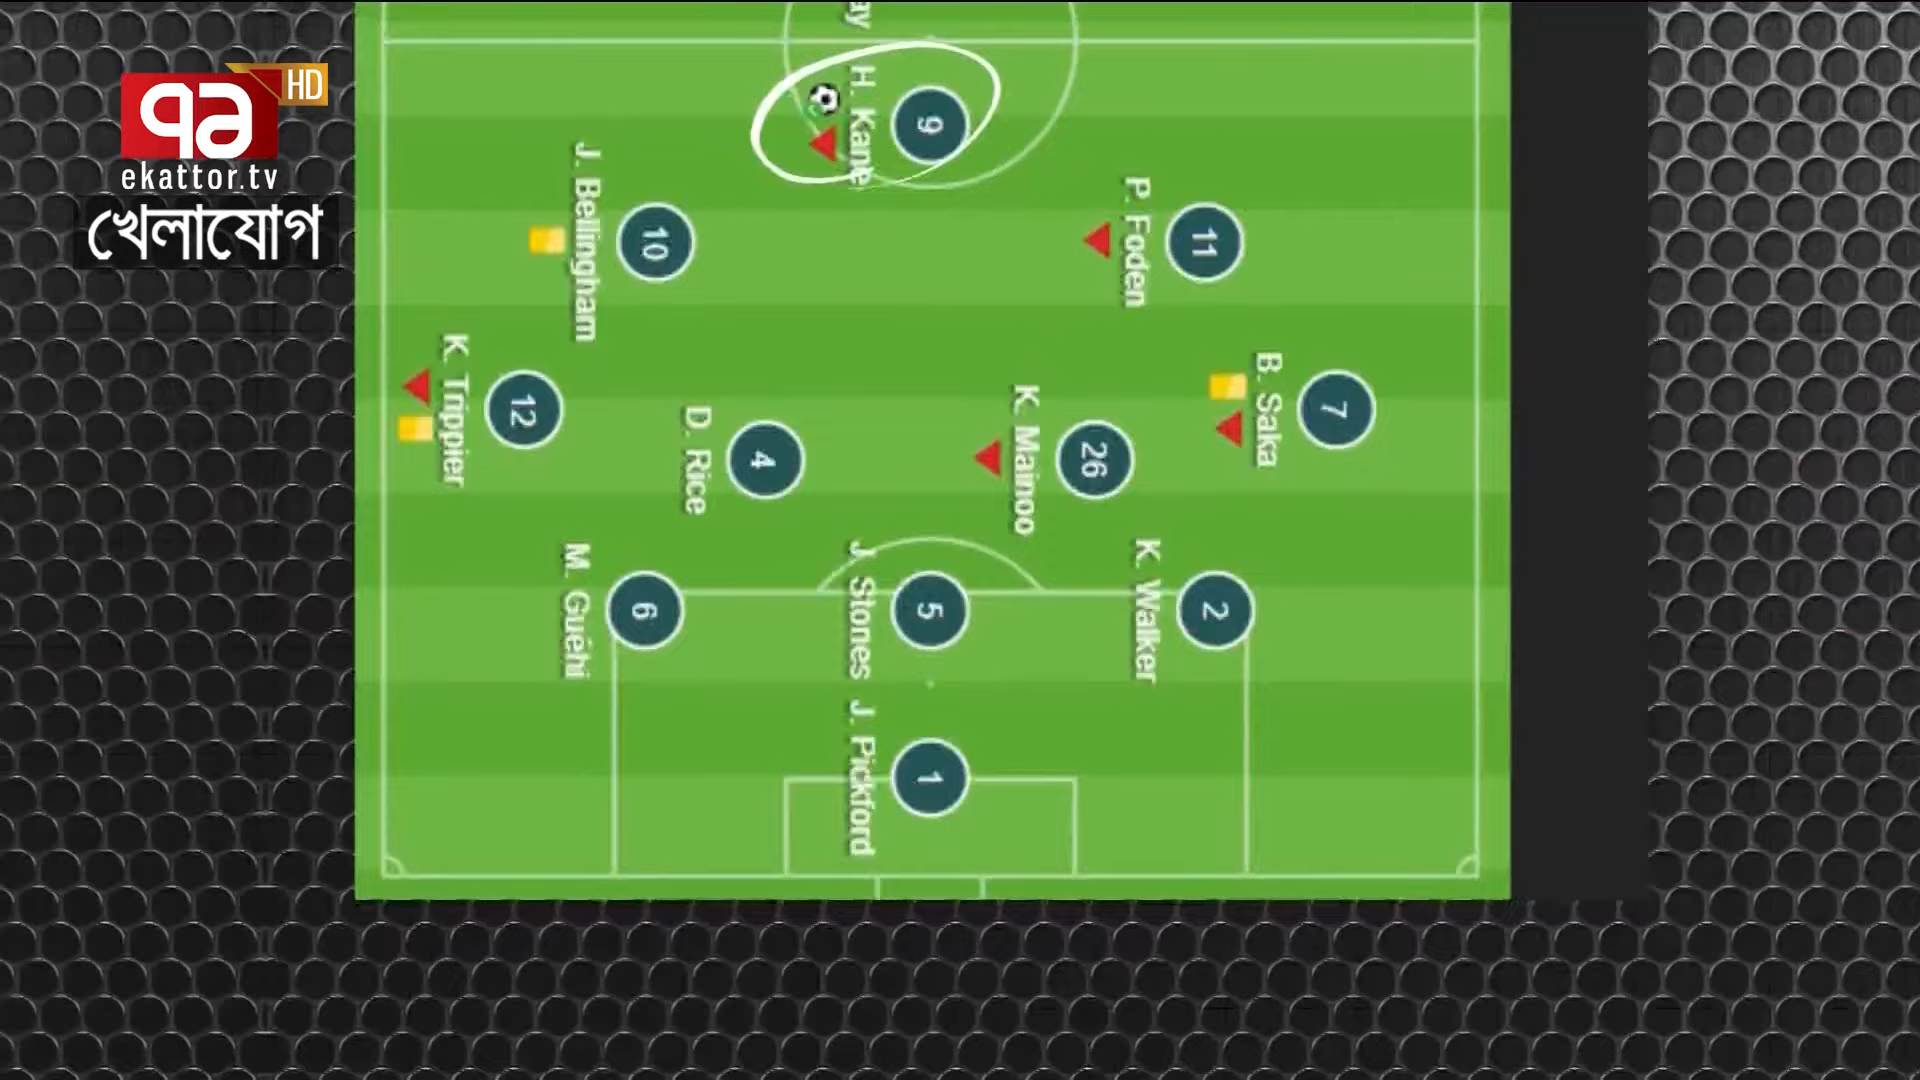 HD
৭১
ekattor.tv
খেলাযোগ
ay
9
H. Kane
10
J. Bellingham
11
P. Foden
12
K. Trippier
4
D. Rice
26
K. Mainoo
7
B. Saka
6
M. Guéhi
5
J. Stones
2
K. Walker
1
J. Pickford